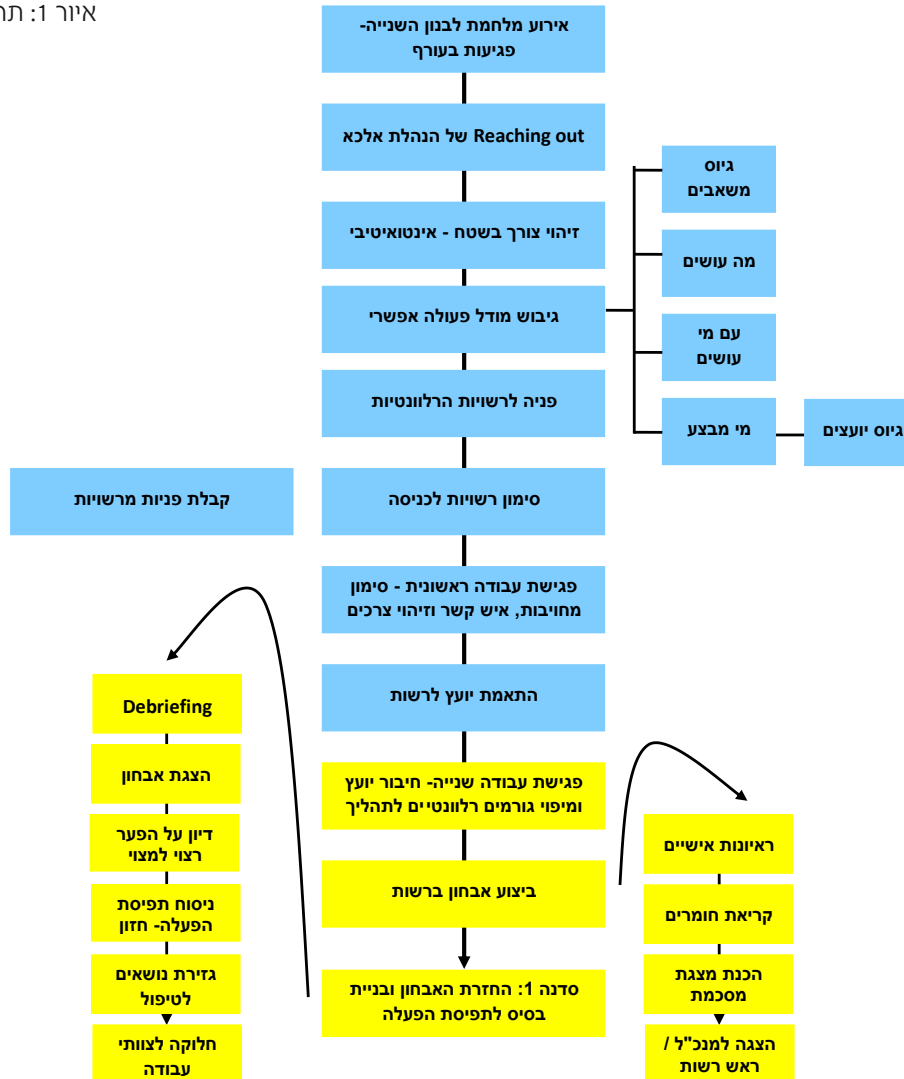 איור 1:
אירוע מלחמת לבנון השנייה-
פגיעות בעורף
Reaching out של הנהלת אלכא
זיהוי צורך בשטח - אינטואיטיבי
גיבוש מודל פעולה אפשרי
גיוס
משאבים
מה עושים
עם מי
עושים
מי מבצע
גיוס יועצים
פניה לרשויות הרלוונטיות
קבלת פניות מרשויות
סימון רשויות לכניסה
פגישת עבודה ראשונית - סימון
מחויבות, איש קשר וזיהוי צרכים
התאמת יועץ לרשות
פגישת עבודה שנייה- חיבור יועץ
ומיפוי גורמים רלוונטיים לתהליך
ביצוע אבחון ברשות
ראיונות אישיים
קריאת חומרים
הכנת מצגת
מסכמת
הצגה למנכ"ל /
ראש רשות
סדנה 1: החזרת האבחון ובניית
בסיס לתפיסת הפעלה
Debriefing
הצגת אבחון
דיון על הפער
רצוי למצוי
ניסוח תפיסת
הפעלה- חזון
גזירת נושאים
לטיפול
חלוקה לצוותי
עבודה